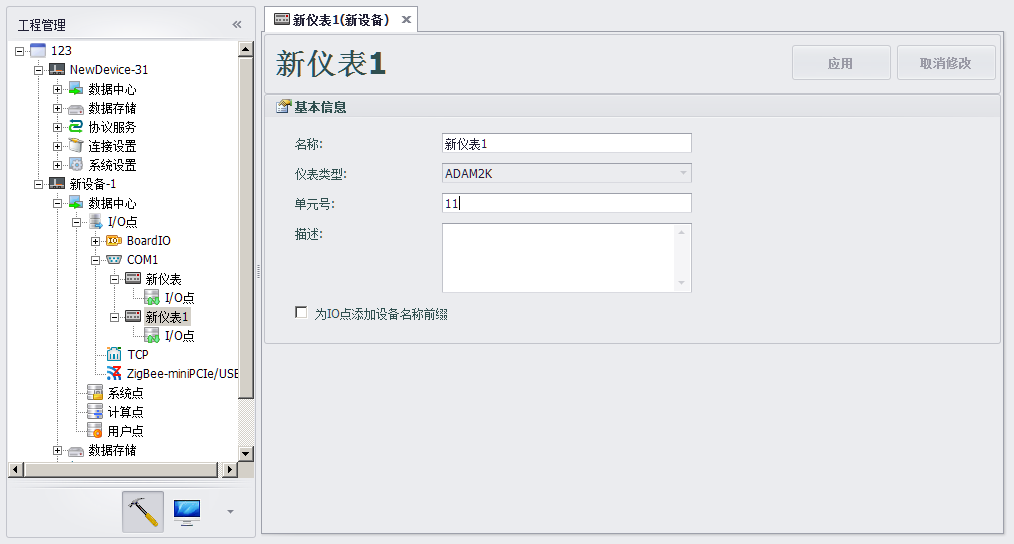 工程管理
123
NewDevice-31
数据中心
数据存储
协议服务
连接设置
系统设置
新设备-1
数据中心
I/O点
BoardIO
COM1
新仪表
I/O点
新仪表1
I/O点
TCP
ZigBee-miniPCIe/USB
系统点
计算点
用户点
数据存储
新仪表1(新设备)
新仪表1
应用
取消修改
基本信息
名称:
新仪表1
仪表类型:
ADAM2K
单元号:
11
描述:
为IO点添加设备名称前缀